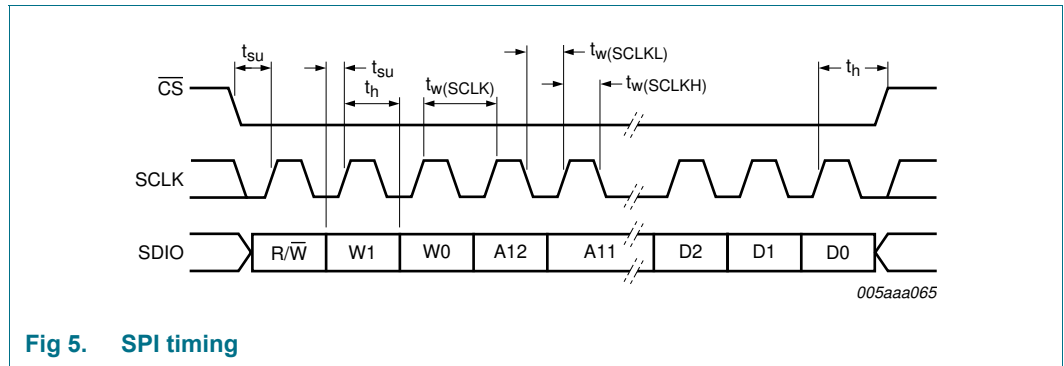 tsu
tsu
th
tw(SCLK)
tw(SCLKL)
tw(SCLKH)
th
CS
SCLK
SDIO
R/W W1 W0 A12 A11 D2 D1 D0
005aaa065
Fig 5. SPI timing